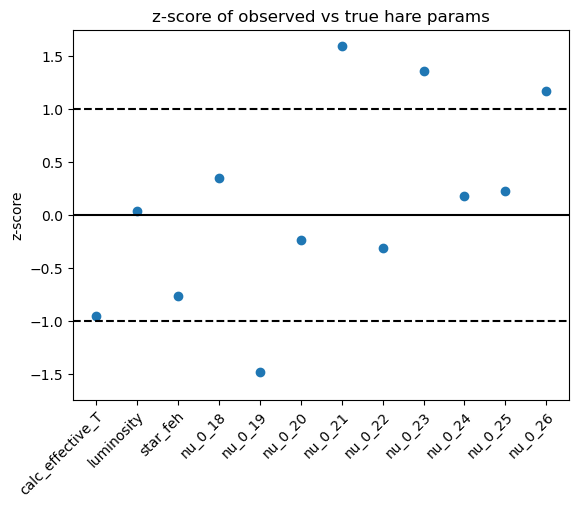 z-score of observed vs true hare params
z-score
1.5
1.0
0.5
0.0
−0.5
−1.0
−1.5
calc_effective_T
luminosity
star_feh
nu_0_18
nu_0_19
nu_0_20
nu_0_21
nu_0_22
nu_0_23
nu_0_24
nu_0_25
nu_0_26